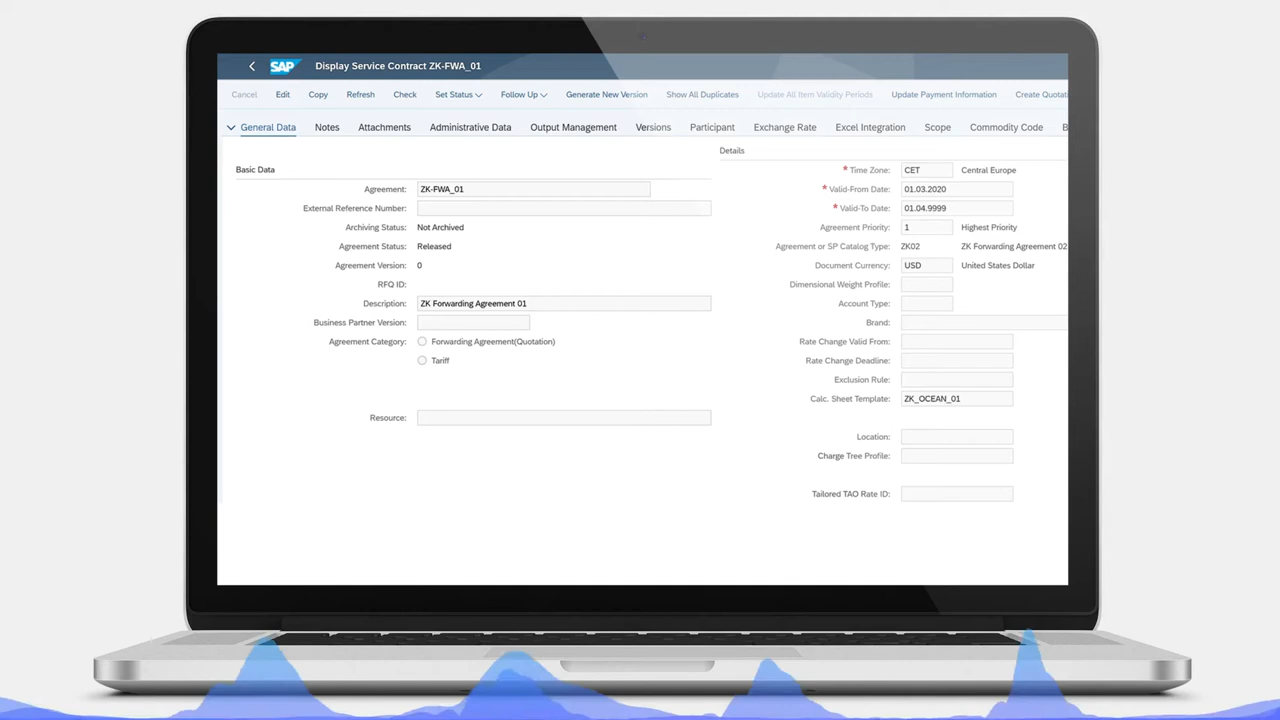 SAP Display Service Contract ZK-FWA_01
Cancel Edit Copy Refresh Check Set Status Follow Up Generate New Version Show All Duplicates Update All Item Validity Periods Update Payment Information Create Quotati
General Data Notes Attachments Administrative Data Output Management Versions Participant Exchange Rate Excel Integration Scope Commodity Code B
Basic Data
Agreement: ZK-FWA_01
External Reference Number:
Archiving Status: Not Archived
Agreement Status: Released
Agreement Version: 0
RFQ ID:
Description: ZK Forwarding Agreement 01
Business Partner Version:
Agreement Category: Forwarding Agreement(Quotation)
Tariff
Resource:
Details
* Time Zone: CET Central Europe
* Valid-From Date: 01.03.2020
* Valid-To Date: 01.04.9999
Agreement Priority: 1 Highest Priority
Agreement or SP Catalog Type: ZK02 ZK Forwarding Agreement 02
Document Currency: USD United States Dollar
Dimensional Weight Profile:
Account Type:
Brand:
Rate Change Valid From:
Rate Change Deadline:
Exclusion Rule:
Calc. Sheet Template: ZK_OCEAN_01
Location:
Charge Tree Profile:
Tailored TAO Rate ID: